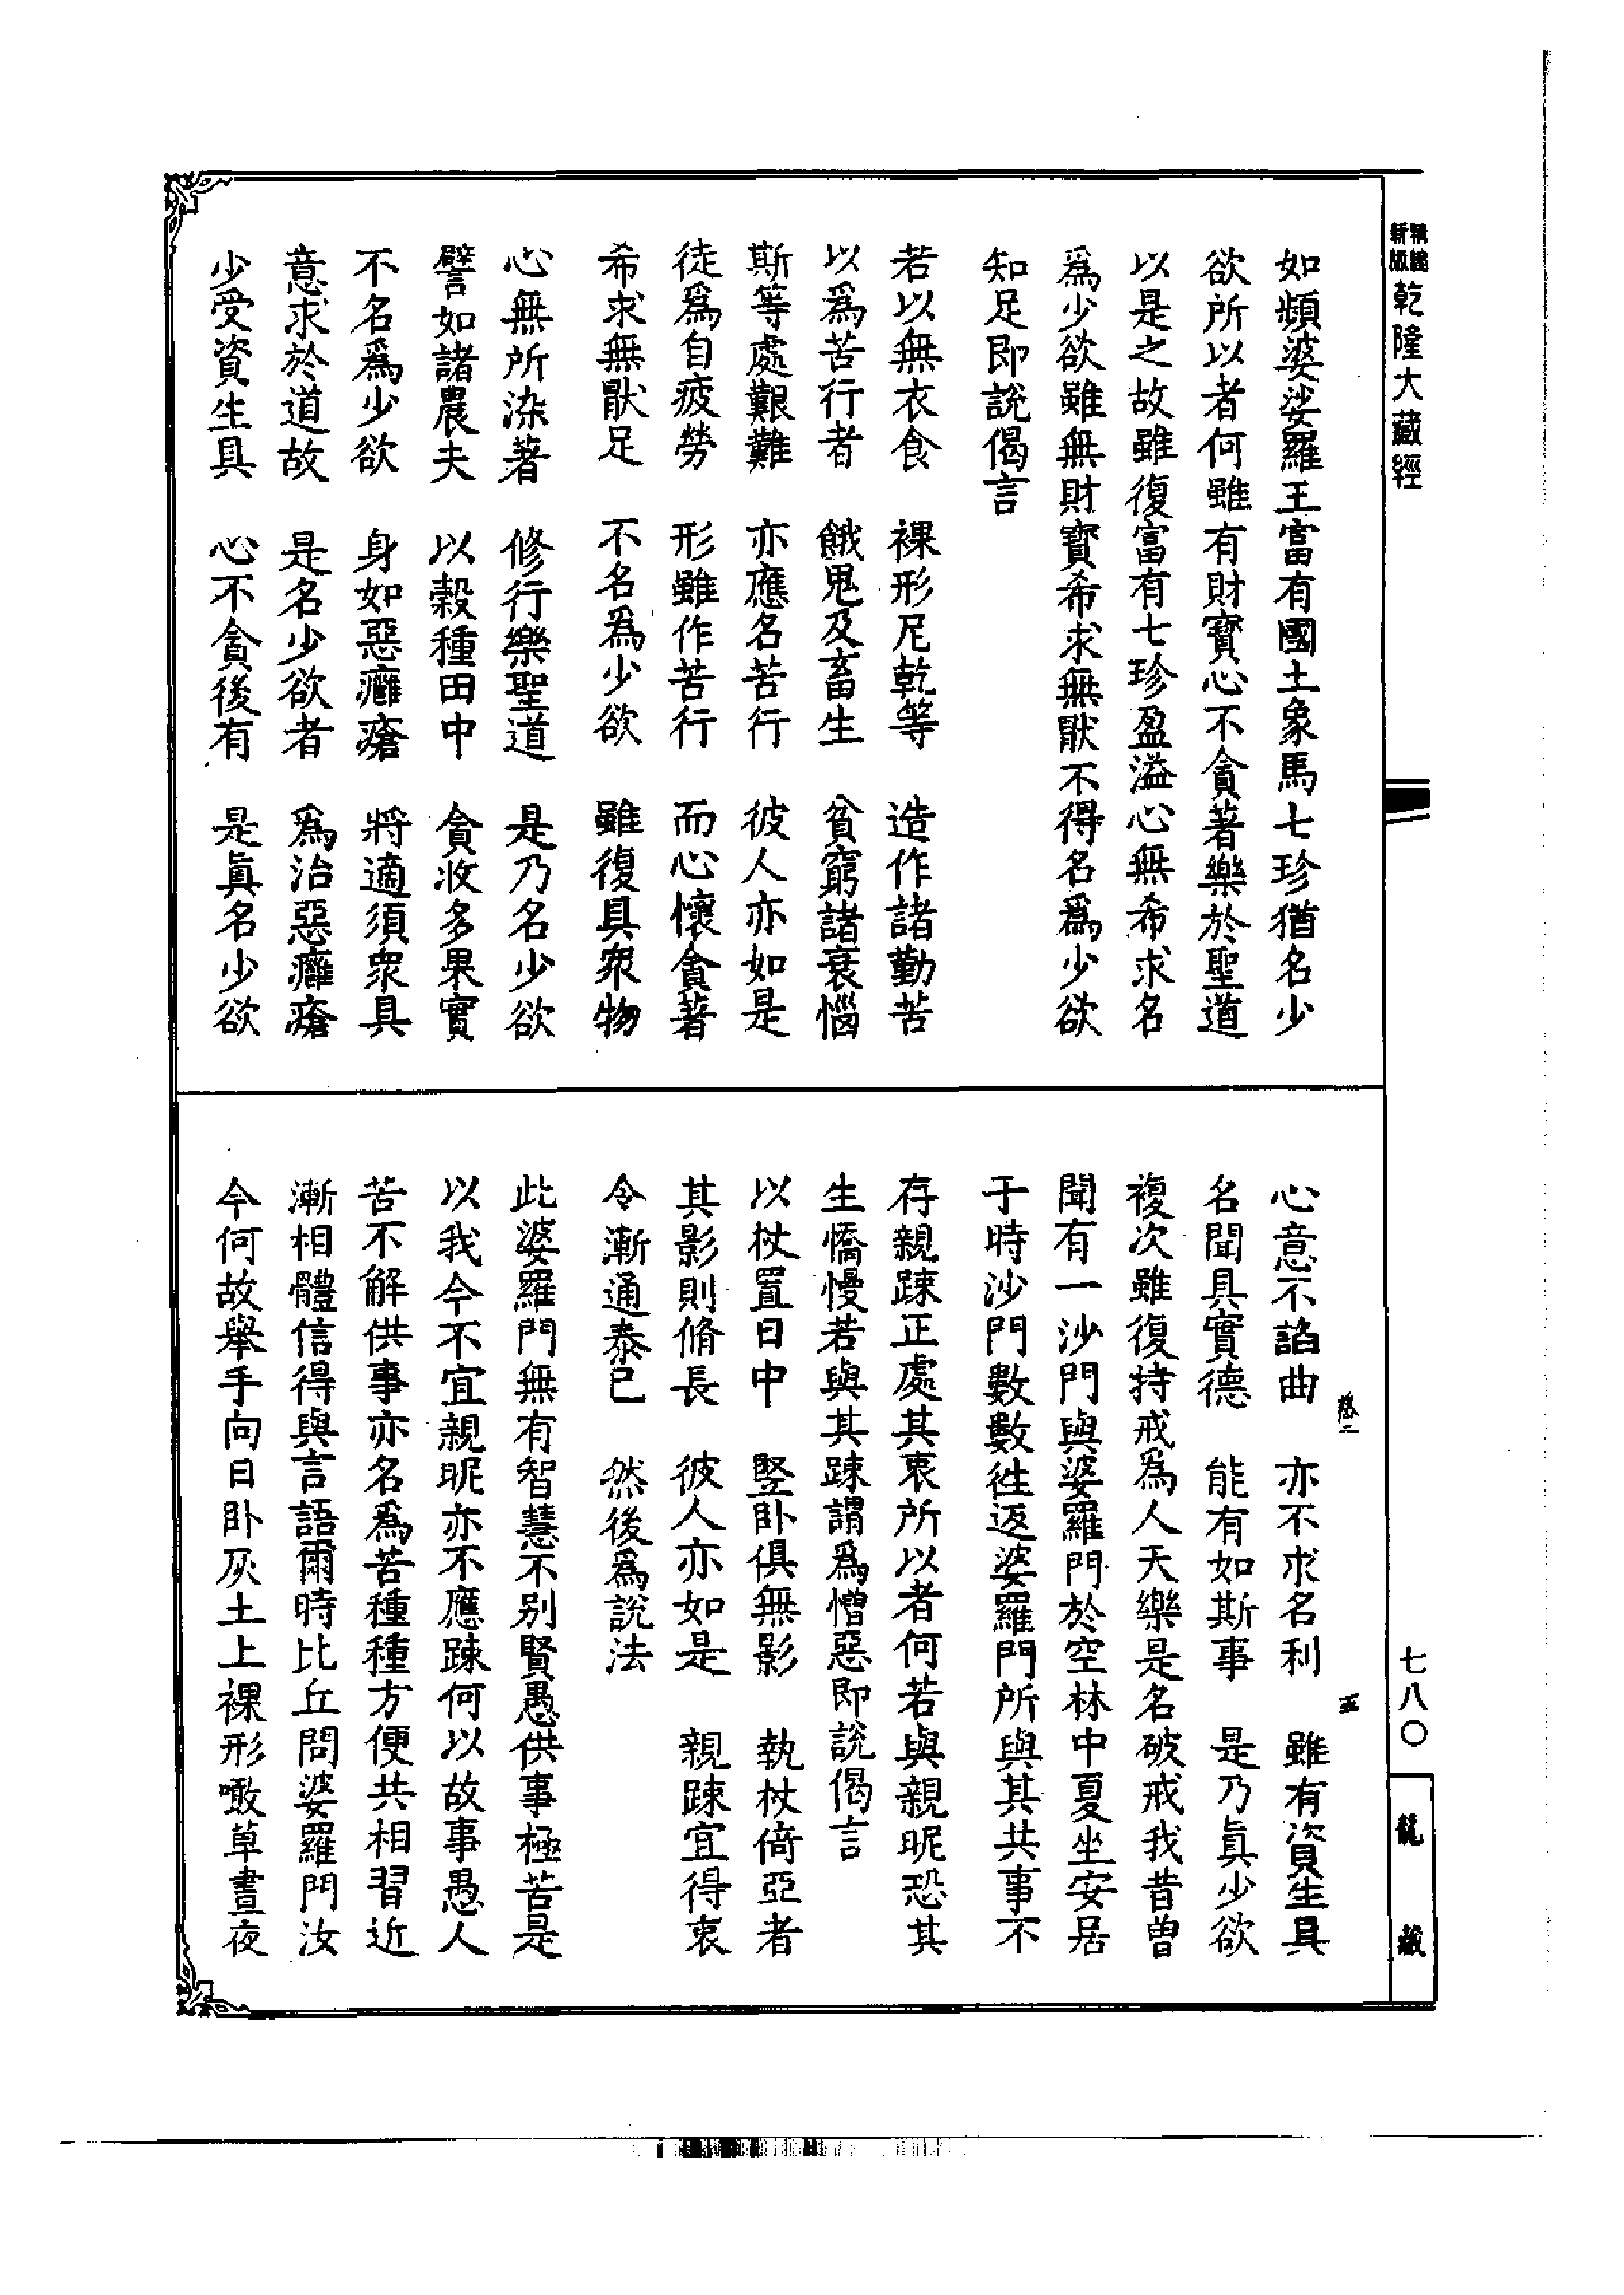 精縮
新版
乾隆大藏經
如頻婆娑羅王富有國土象馬七珍猶名少
欲所以者何雖有財寳心不貪著樂於聖道
以是之故雖復富有七珍盈溢心無希求名
爲少欲雖無財寳希求無猒不得名爲少欲
知足即說偈言
若以無衣食 裸形尼乾等 造作諸勤苦
以爲苦行者 餓鬼及畜生 貧窮諸衰惱
斯等處艱難 亦應名苦行 彼人亦如是
徒爲自疲勞 形雖作苦行 而心懷貪著
希求無猒足 不名爲少欲 雖復具衆物
心無所染著 修行樂聖道 是乃名少欲
譬如諸農夫 以穀種田中 貪收多果實
不名爲少欲 身如惡癰瘡 將適須衆具
意求於道故 是名少欲者 爲治惡癰瘡
少受資生具 心不貪後有 是眞名少欲
卷二
五
心意不諂曲 亦不求名利 雖有資生具
名聞具實德 能有如斯事 是乃眞少欲
複次雖復持戒爲人天樂是名破戒我昔曽
聞有一沙門與婆羅門於空林中夏坐安居
于時沙門數數徃返婆羅門所與其共事不
存親踈正處其衷所以者何若與親昵恐其
生憍慢若與其踈謂爲憎惡即說偈言
以杖置日中 竪卧俱無影 執杖倚亞者
其影則脩長 彼人亦如是 親踈宜得衷
令漸通泰已 然後爲說法
此婆羅門無有智慧不别賢愚供事極苦是
以我今不宜親昵亦不應踈何以故事愚人
苦不解供事亦名爲苦種種方便共相習近
漸相體信得與言語爾時比丘問婆羅門汝
今何故舉手向日卧灰土上裸形噉草晝夜
七八〇
龍藏